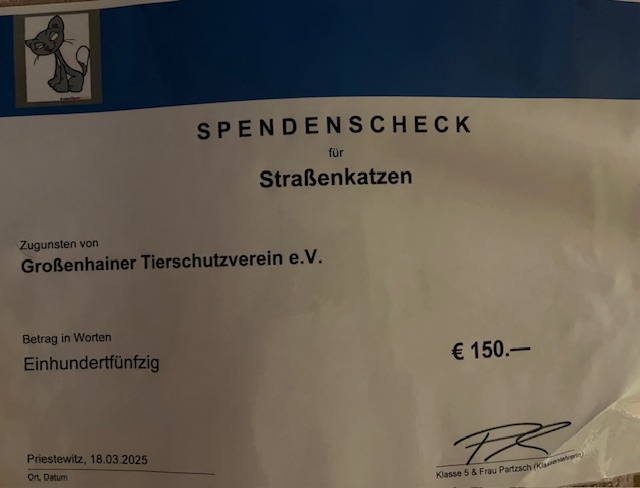 SPENDENSCHECK
für
Straßenkatzen
Zugunsten von
Großenhainer Tierschutzverein e.V.
Betrag in Worten
Einhundertfünfzig
€ 150.—
Priestewitz, 18.03.2025
Ort, Datum
Klasse 5 & Frau Partzsch (Klassenlehrerin)